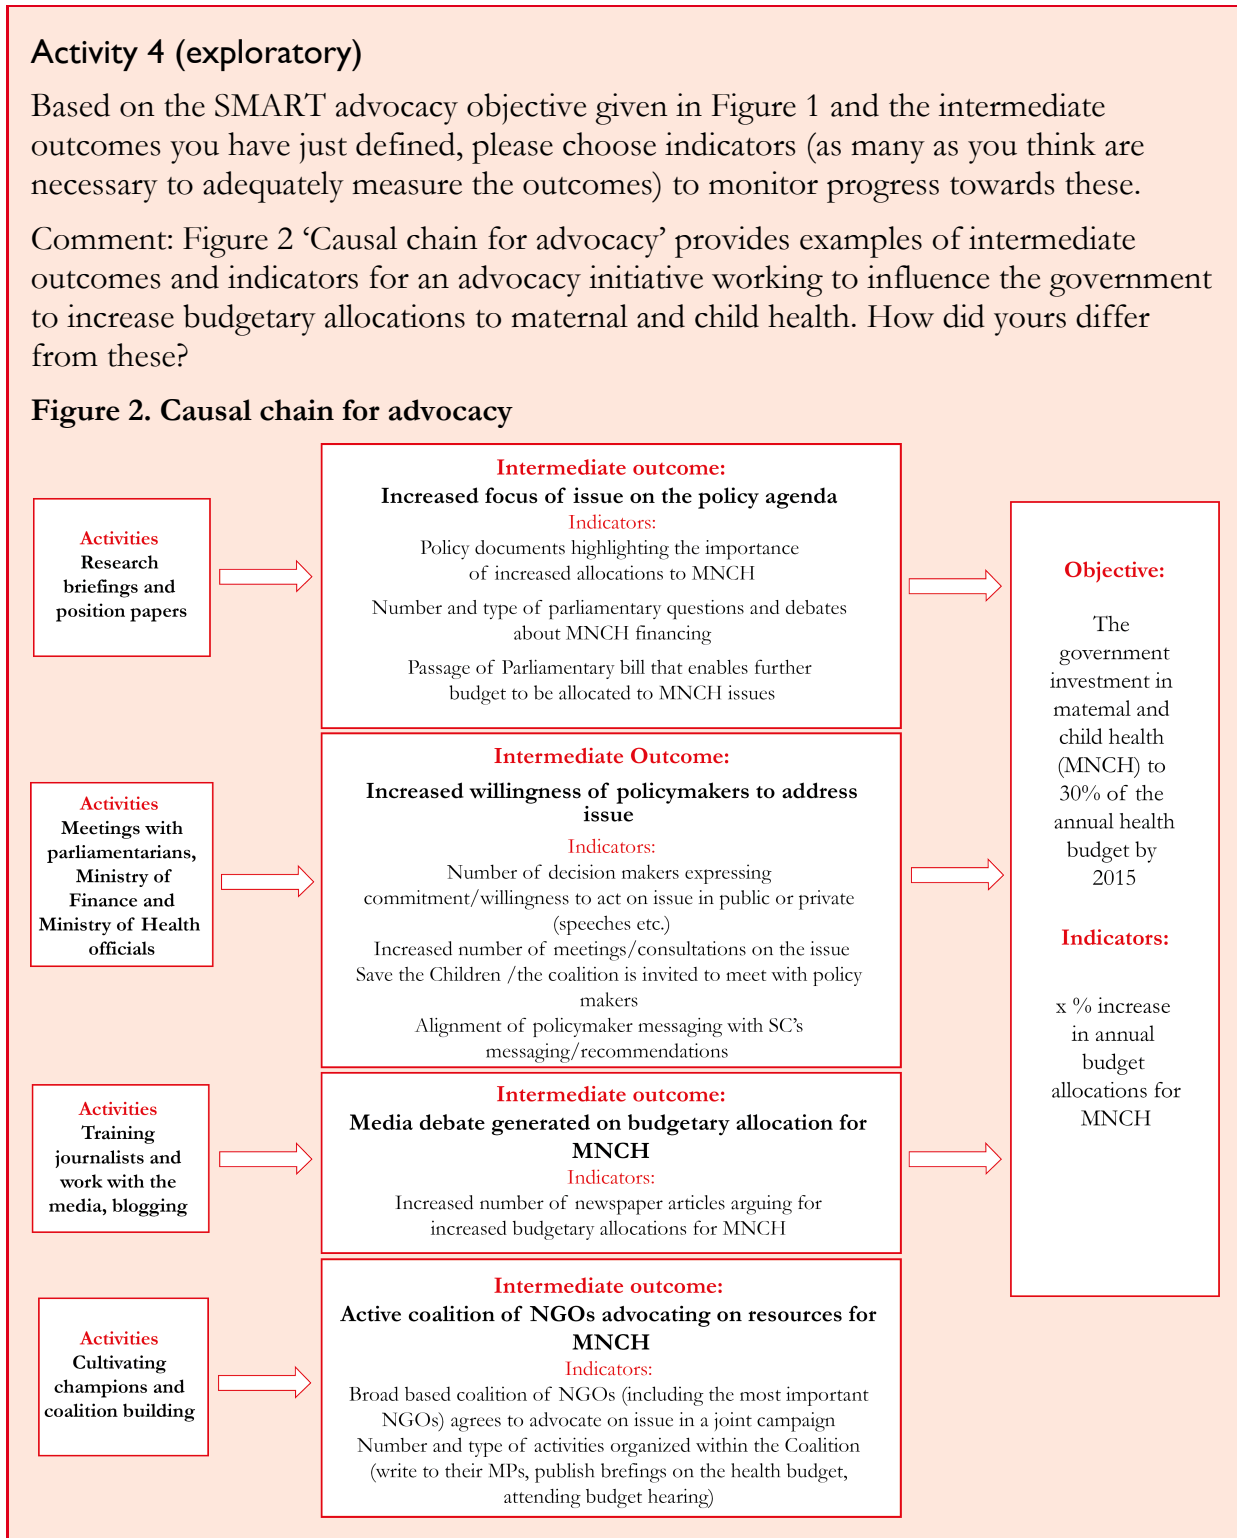 Activity 4 (exploratory)
Based on the SMART advocacy objective given in Figure 1 and the intermediate
outcomes you have just defined, please choose indicators (as many as you think are
necessary to adequately measure the outcomes) to monitor progress towards these.
Comment: Figure 2 ‘Causal chain for advocacy’ provides examples of intermediate
outcomes and indicators for an advocacy initiative working to influence the government
to increase budgetary allocations to maternal and child health. How did yours differ
from these?
Figure 2. Causal chain for advocacy
Activities
Research
briefings and
position papers
Intermediate outcome:
Increased focus of issue on the policy agenda
Indicators:
Policy documents highlighting the importance
of increased allocations to MNCH
Number and type of parliamentary questions and debates
about MNCH financing
Passage of Parliamentary bill that enables further
budget to be allocated to MNCH issues
Activities
Meetings with
parliamentarians,
Ministry of
Finance and
Ministry of Health
officials
Intermediate Outcome:
Increased willingness of policymakers to address
issue
Indicators:
Number of decision makers expressing
commitment/willingness to act on issue in public or private
(speeches etc.)
Increased number of meetings/consultations on the issue
Save the Children /the coalition is invited to meet with policy
makers
Alignment of policymaker messaging with SC’s
messaging/recommendations
Activities
Training
journalists and
work with the
media, blogging
Intermediate outcome:
Media debate generated on budgetary allocation for
MNCH
Indicators:
Increased number of newspaper articles arguing for
increased budgetary allocations for MNCH
Activities
Cultivating
champions and
coalition building
Intermediate outcome:
Active coalition of NGOs advocating on resources for
MNCH
Indicators:
Broad based coalition of NGOs (including the most important
NGOs) agrees to advocate on issue in a joint campaign
Number and type of activities organized within the Coalition
(write to their MPs, publish brefings on the health budget,
attending budget hearing)
Objective:
The
government
investment in
matemal and
child health
(MNCH) to
30% of the
annual health
budget by
2015
Indicators:
x % increase
in annual
budget
allocations for
MNCH